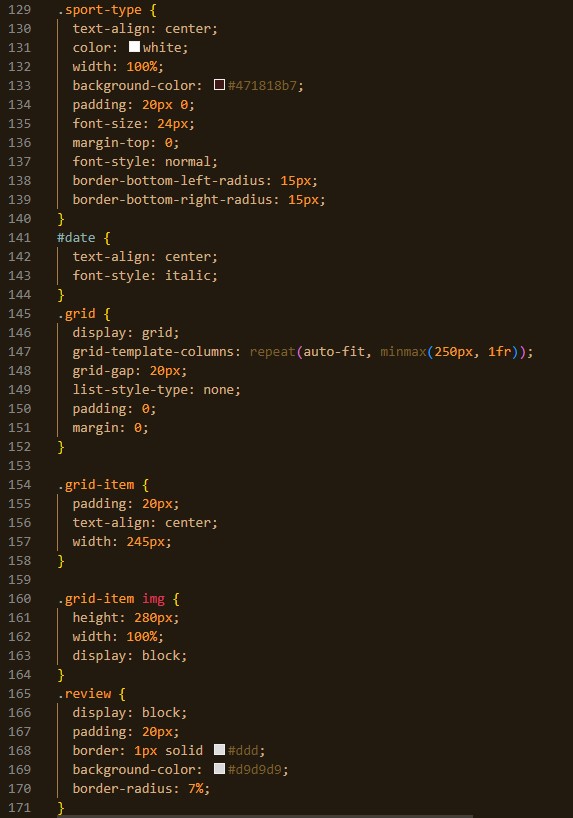 129 .sport-type {
130 text-align: center;
131 color: white;
132 width: 100%;
133 background-color: #471818b7;
134 padding: 20px 0;
135 font-size: 24px;
136 margin-top: 0;
137 font-style: normal;
138 border-bottom-left-radius: 15px;
139 border-bottom-right-radius: 15px;
140 }
141 #date {
142 text-align: center;
143 font-style: italic;
144 }
145 .grid {
146 display: grid;
147 grid-template-columns: repeat(auto-fit, minmax(250px, 1fr));
148 grid-gap: 20px;
149 list-style-type: none;
150 padding: 0;
151 margin: 0;
152 }
153
154 .grid-item {
155 padding: 20px;
156 text-align: center;
157 width: 245px;
158 }
159
160 .grid-item img {
161 height: 280px;
162 width: 100%;
163 display: block;
164 }
165 .review {
166 display: block;
167 padding: 20px;
168 border: 1px solid #ddd;
169 background-color: #d9d9d9;
170 border-radius: 7%;
171 }